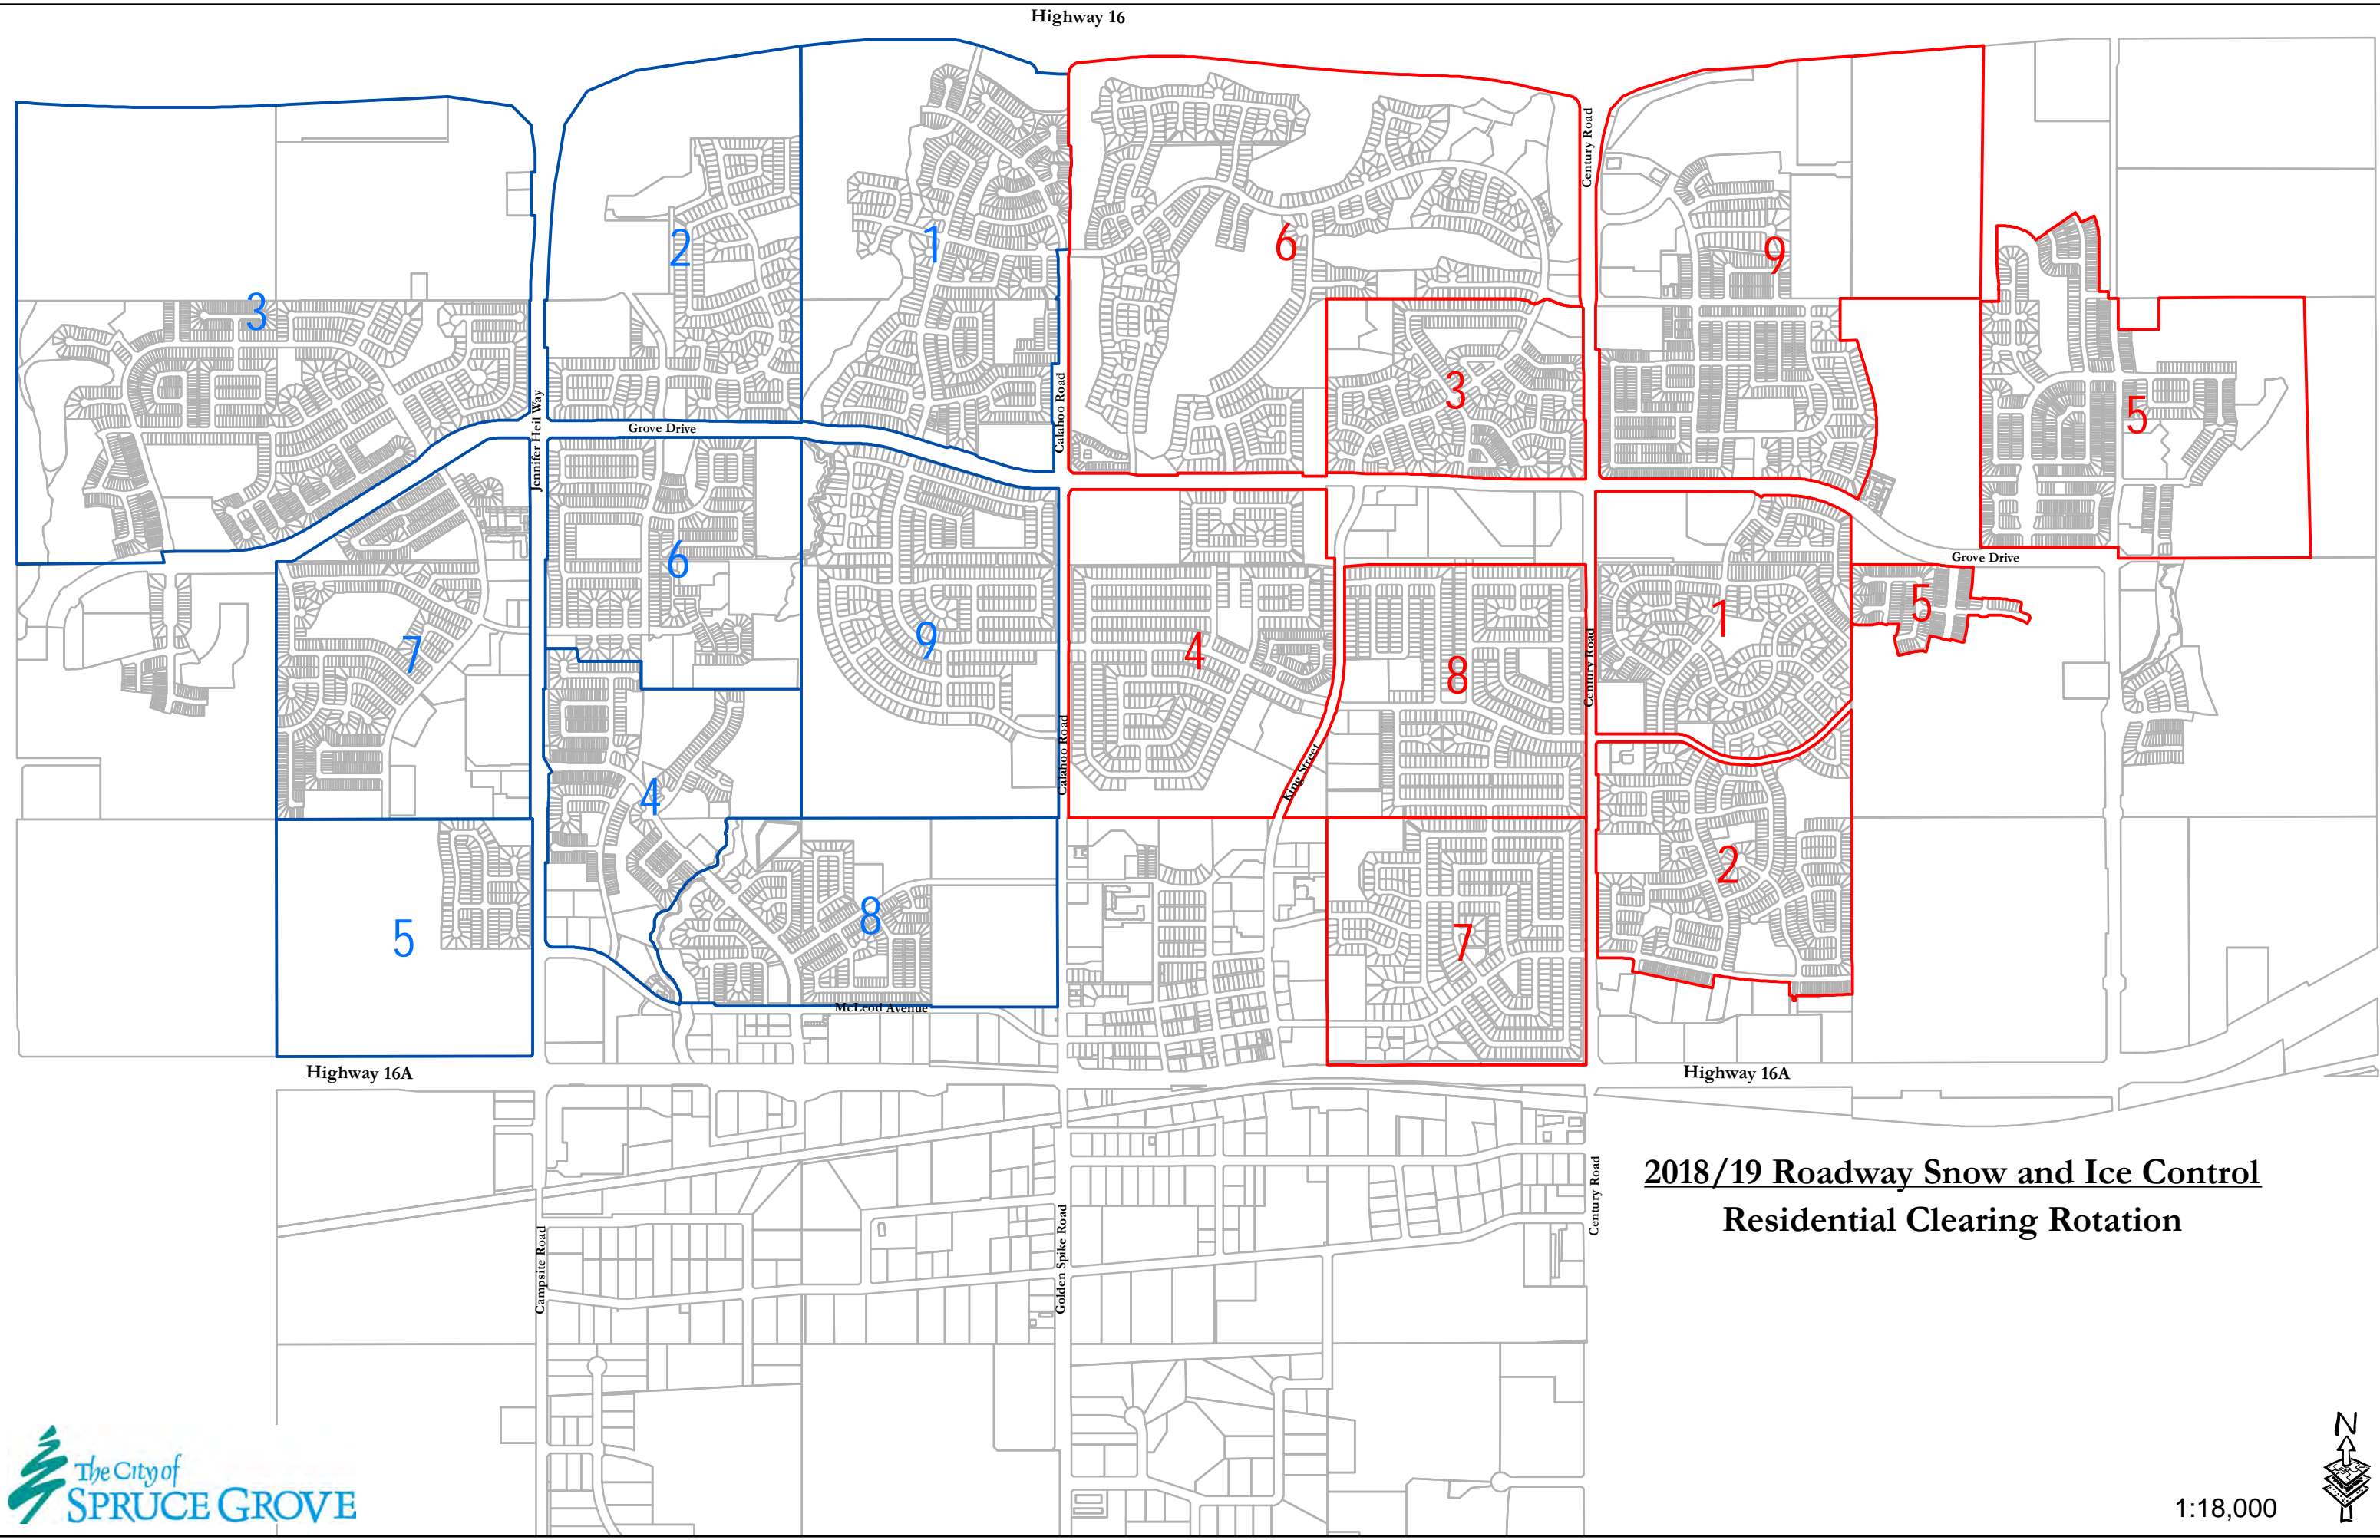 Highway 16
Century Road
2
1
6
9
3
Jennifer Heil Way
Grove Drive
Calahoo Road
3
5
6
Grove Drive
7
9
4
8
1
5
Century Road
Calahoo Road
King Street
4
5
8
7
2
McLeod Avenue
Highway 16A
Highway 16A
Campsite Road
Golden Spike Road
Century Road
2018/19 Roadway Snow and Ice Control
Residential Clearing Rotation
The City of
SPRUCE GROVE
N
1:18,000